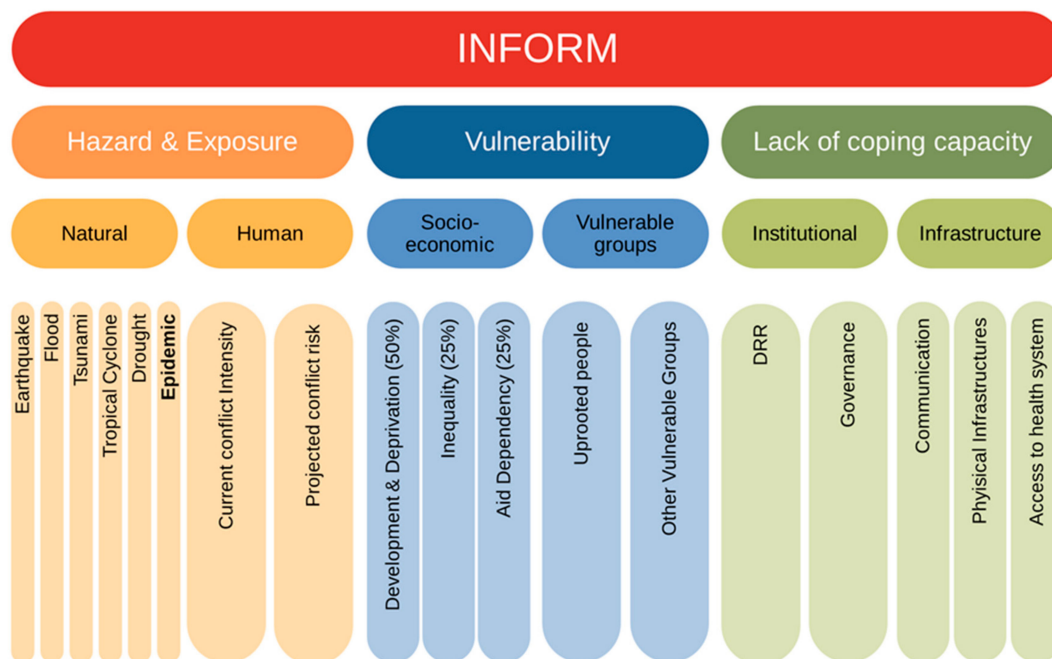 INFORM
Hazard & Exposure
Vulnerability
Lack of coping capacity
Natural
Human
Socio-
economic
Vulnerable
groups
Institutional
Infrastructure
Earthquake
Flood
Tsunami
Tropical Cyclone
Drought
Epidemic
Current conflict Intensity
Projected conflict risk
Development & Deprivation (50%)
Inequality (25%)
Aid Dependency (25%)
Uprooted people
Other Vulnerable Groups
DRR
Governance
Communication
Phyisical Infrastructures
Access to health system